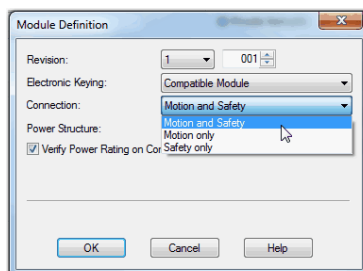 Module Definition
Revision: 1 001
Electronic Keying: Compatible Module
Connection: Motion and Safety
Motion and Safety
Power Structure: Motion only
Verify Power Rating on Con Safety only
OK Cancel Help